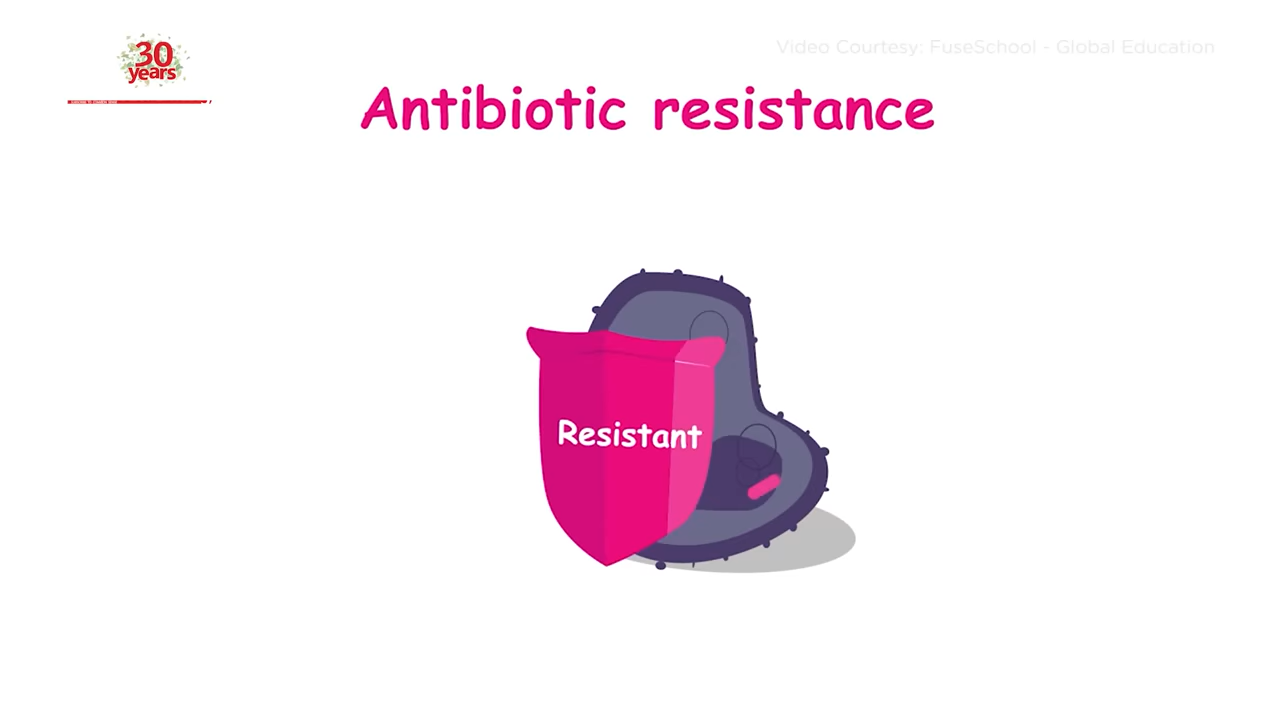 30
years
Video Courtesy: FuseSchool - Global Education
Antibiotic resistance
Resistant